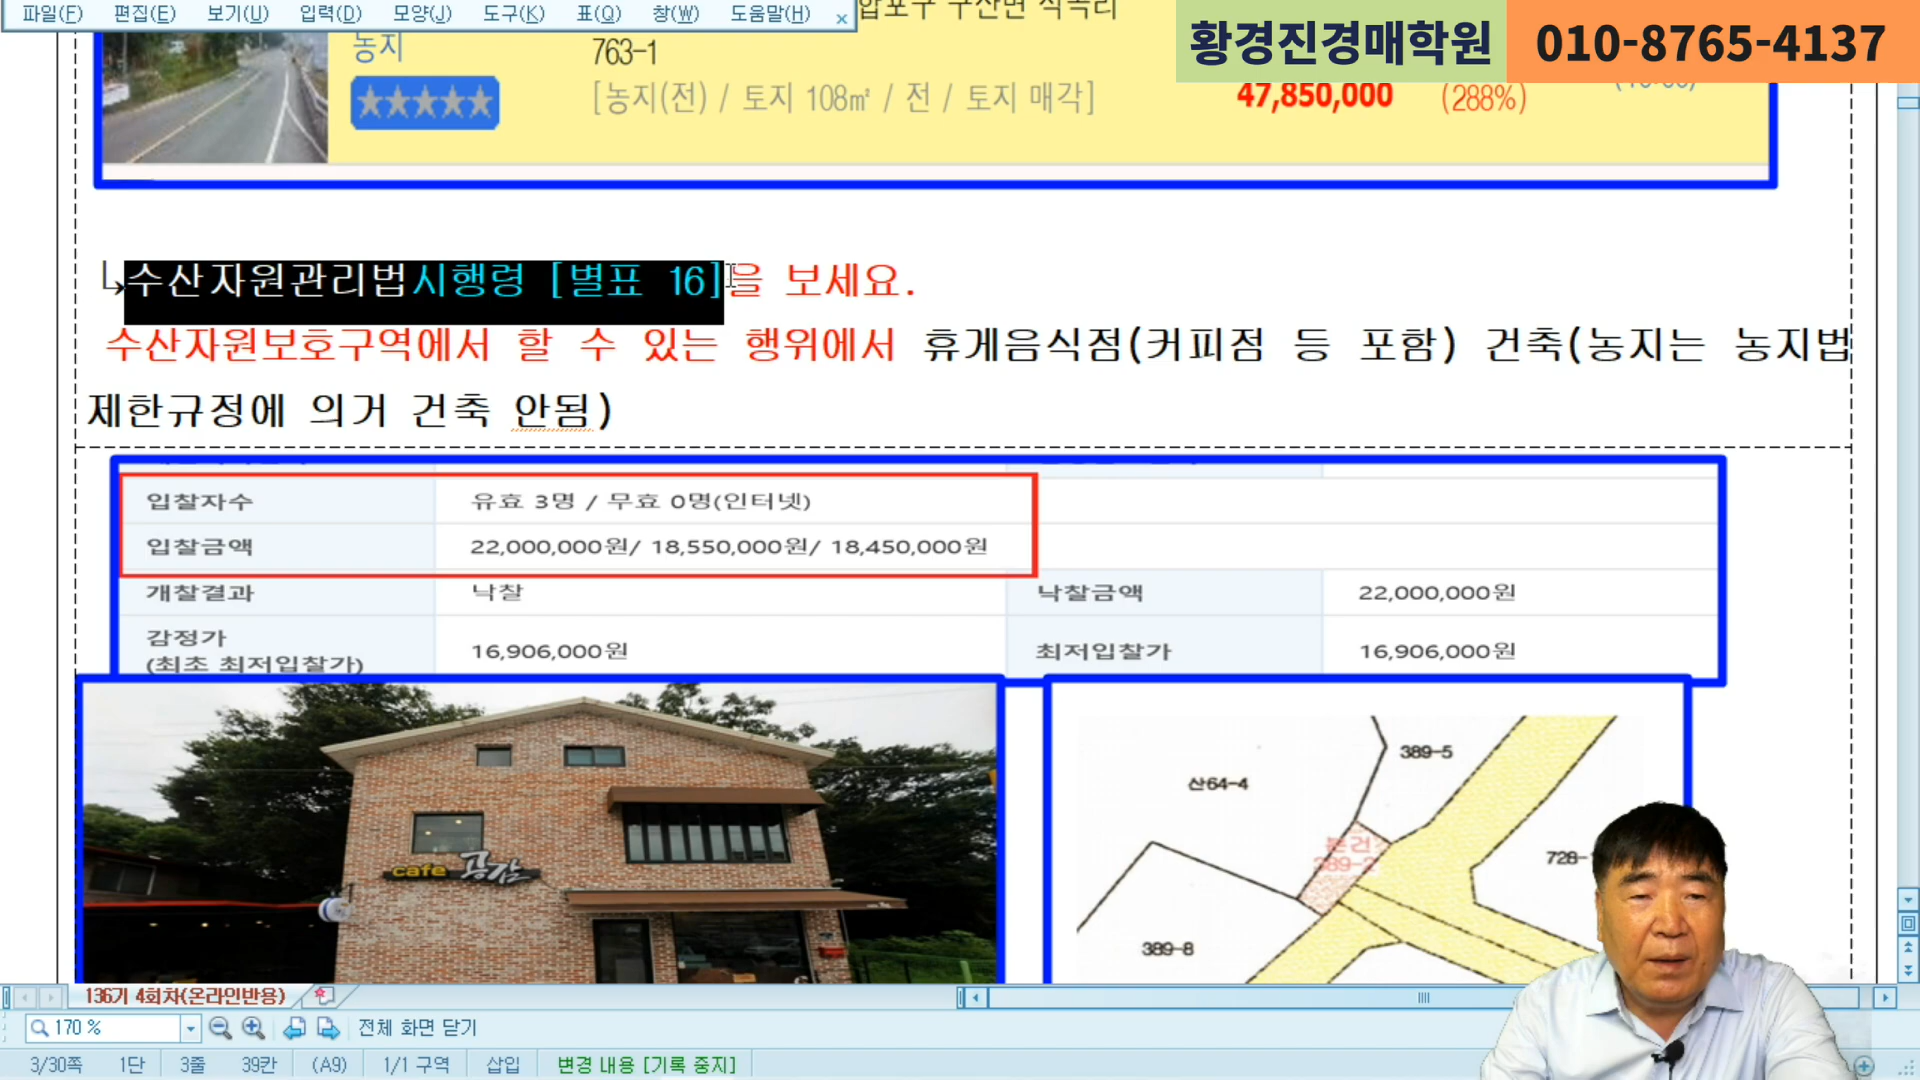 파일(F) 편집(E) 보기(U) 입력(D) 모양(J) 도구(K) 표(Q) 창(W) 도움말(H)
황경진경매학원 010-8765-4137
농지
763-1
[농지(전) / 토지 108㎡ / 전 / 토지 매각]
47,850,000 (288%)
↳수산자원관리법시행령 [별표 16]을 보세요.
수산자원보호구역에서 할 수 있는 행위에서 휴게음식점(커피점 등 포함) 건축(농지는 농지법
제한규정에 의거 건축 안됨)
입찰자수 유효 3명 / 무효 0명(인터넷)
입찰금액 22,000,000원/ 18,550,000원/ 18,450,000원
개찰결과 낙찰 낙찰금액 22,000,000원
감정가
(최초 최저입찰가) 16,906,000원 최저입찰가 16,906,000원
cafe 공감
389-5
산64-4
본건
389-2
728-
389-8
136기 4회차(온라인반용)
170 % 전체 화면 닫기
3/30쪽 1단 3줄 39칸 (A9) 1/1 구역 삽입 변경 내용 [기록 중지]